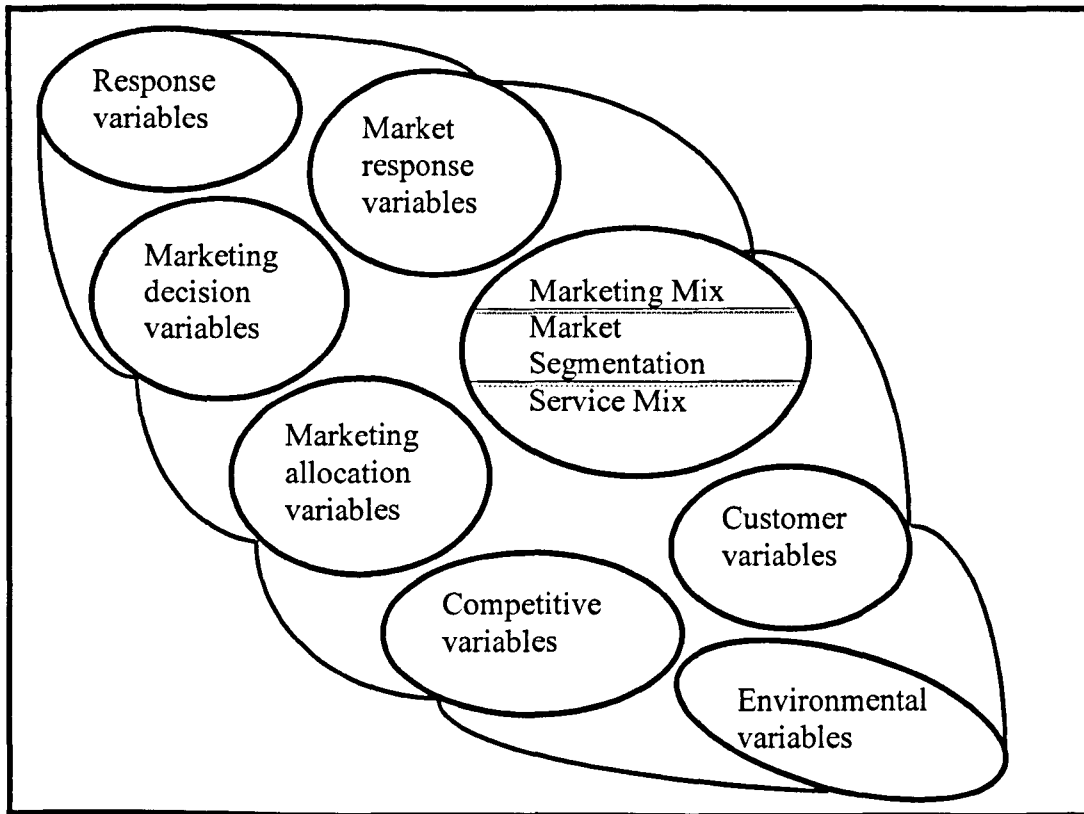 Response
variables
Market
response
variables
Marketing
decision
variables
Marketing Mix
Market
Segmentation
Service Mix
Marketing
allocation
variables
Customer
variables
Competitive
variables
Environmental
variables